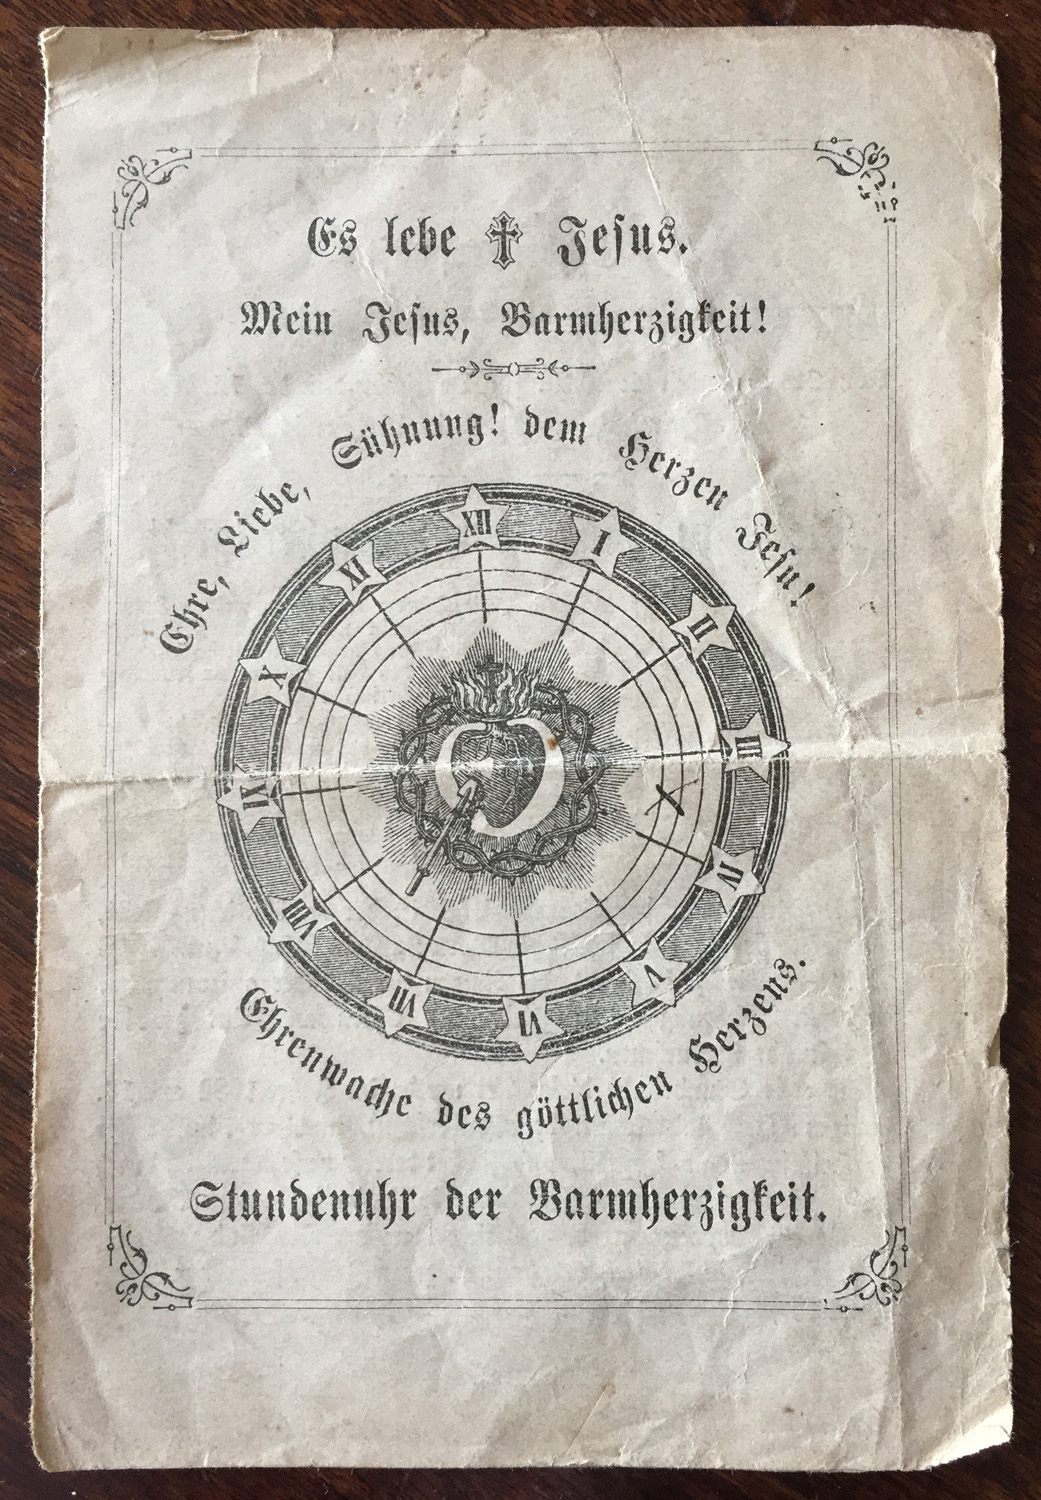 Es lebe ✝ Jesus.
Mein Jesus, Barmherzigkeit!
Ehre, Liebe, Sühnung! dem Herzen Jesu!
XII
I
II
III
IV
V
VI
VII
VIII
IX
X
XI
Ehrenwache des göttlichen Herzens.
Stundenuhr der Barmherzigkeit.